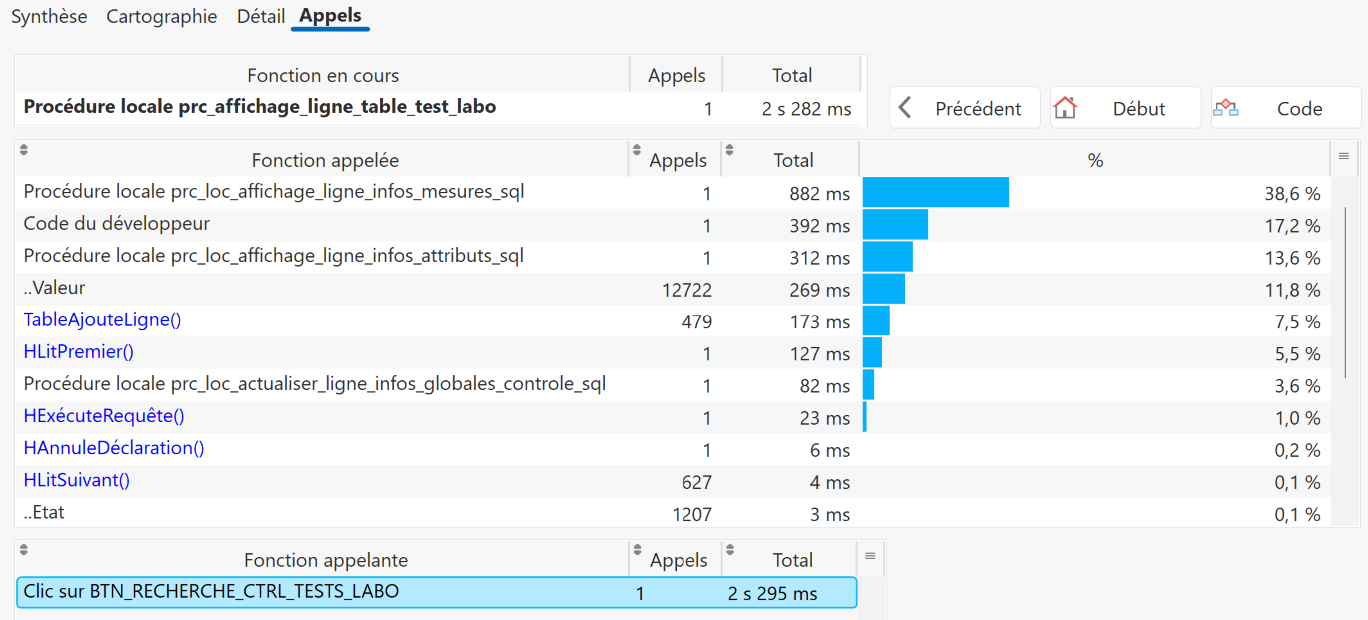 Synthèse Cartographie Détail Appels
Fonction en cours Appels Total
Procédure locale prc_affichage_ligne_table_test_labo 1 2 s 282 ms
Précédent Début Code
Fonction appelée Appels Total %
Procédure locale prc_loc_affichage_ligne_infos_mesures_sql 1 882 ms 38,6 %
Code du développeur 1 392 ms 17,2 %
Procédure locale prc_loc_affichage_ligne_infos_attributs_sql 1 312 ms 13,6 %
..Valeur 12722 269 ms 11,8 %
TableAjouteLigne() 479 173 ms 7,5 %
HLitPremier() 1 127 ms 5,5 %
Procédure locale prc_loc_actualiser_ligne_infos_globales_controle_sql 1 82 ms 3,6 %
HExécuteRequête() 1 23 ms 1,0 %
HAnnuleDéclaration() 1 6 ms 0,2 %
HLitSuivant() 627 4 ms 0,1 %
..Etat 1207 3 ms 0,1 %
Fonction appelante Appels Total
Clic sur BTN_RECHERCHE_CTRL_TESTS_LABO 1 2 s 295 ms